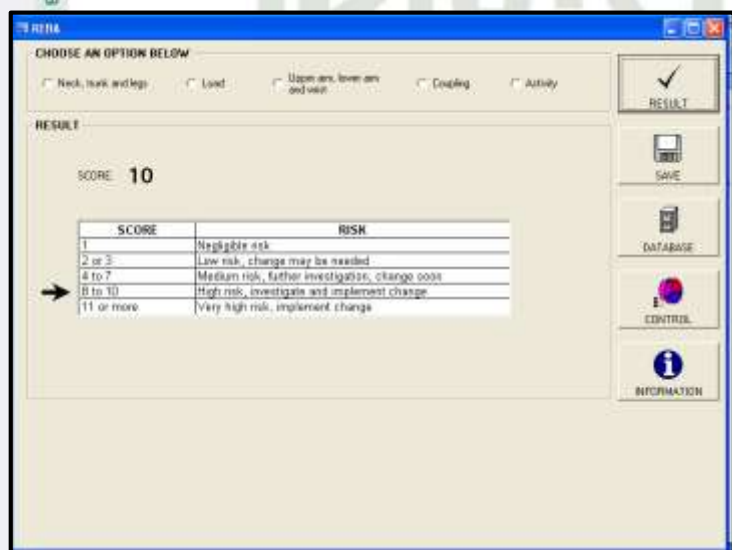 REBA
CHOOSE AN OPTION BELOW
Neck, trunk and legs
Load
Upper arm, lower arm
and wrist
Coupling
Activity
RESULT
RESULT
SCORE: 10
SAVE
SCORE RISK
1 Negligible risk
2 or 3 Low risk, change may be needed
4 to 7 Medium risk, further investigation, change soon
8 to 10 High risk, investigate and implement change
11 or more Very high risk, implement change
DATABASE
CONTROL
INFORMATION